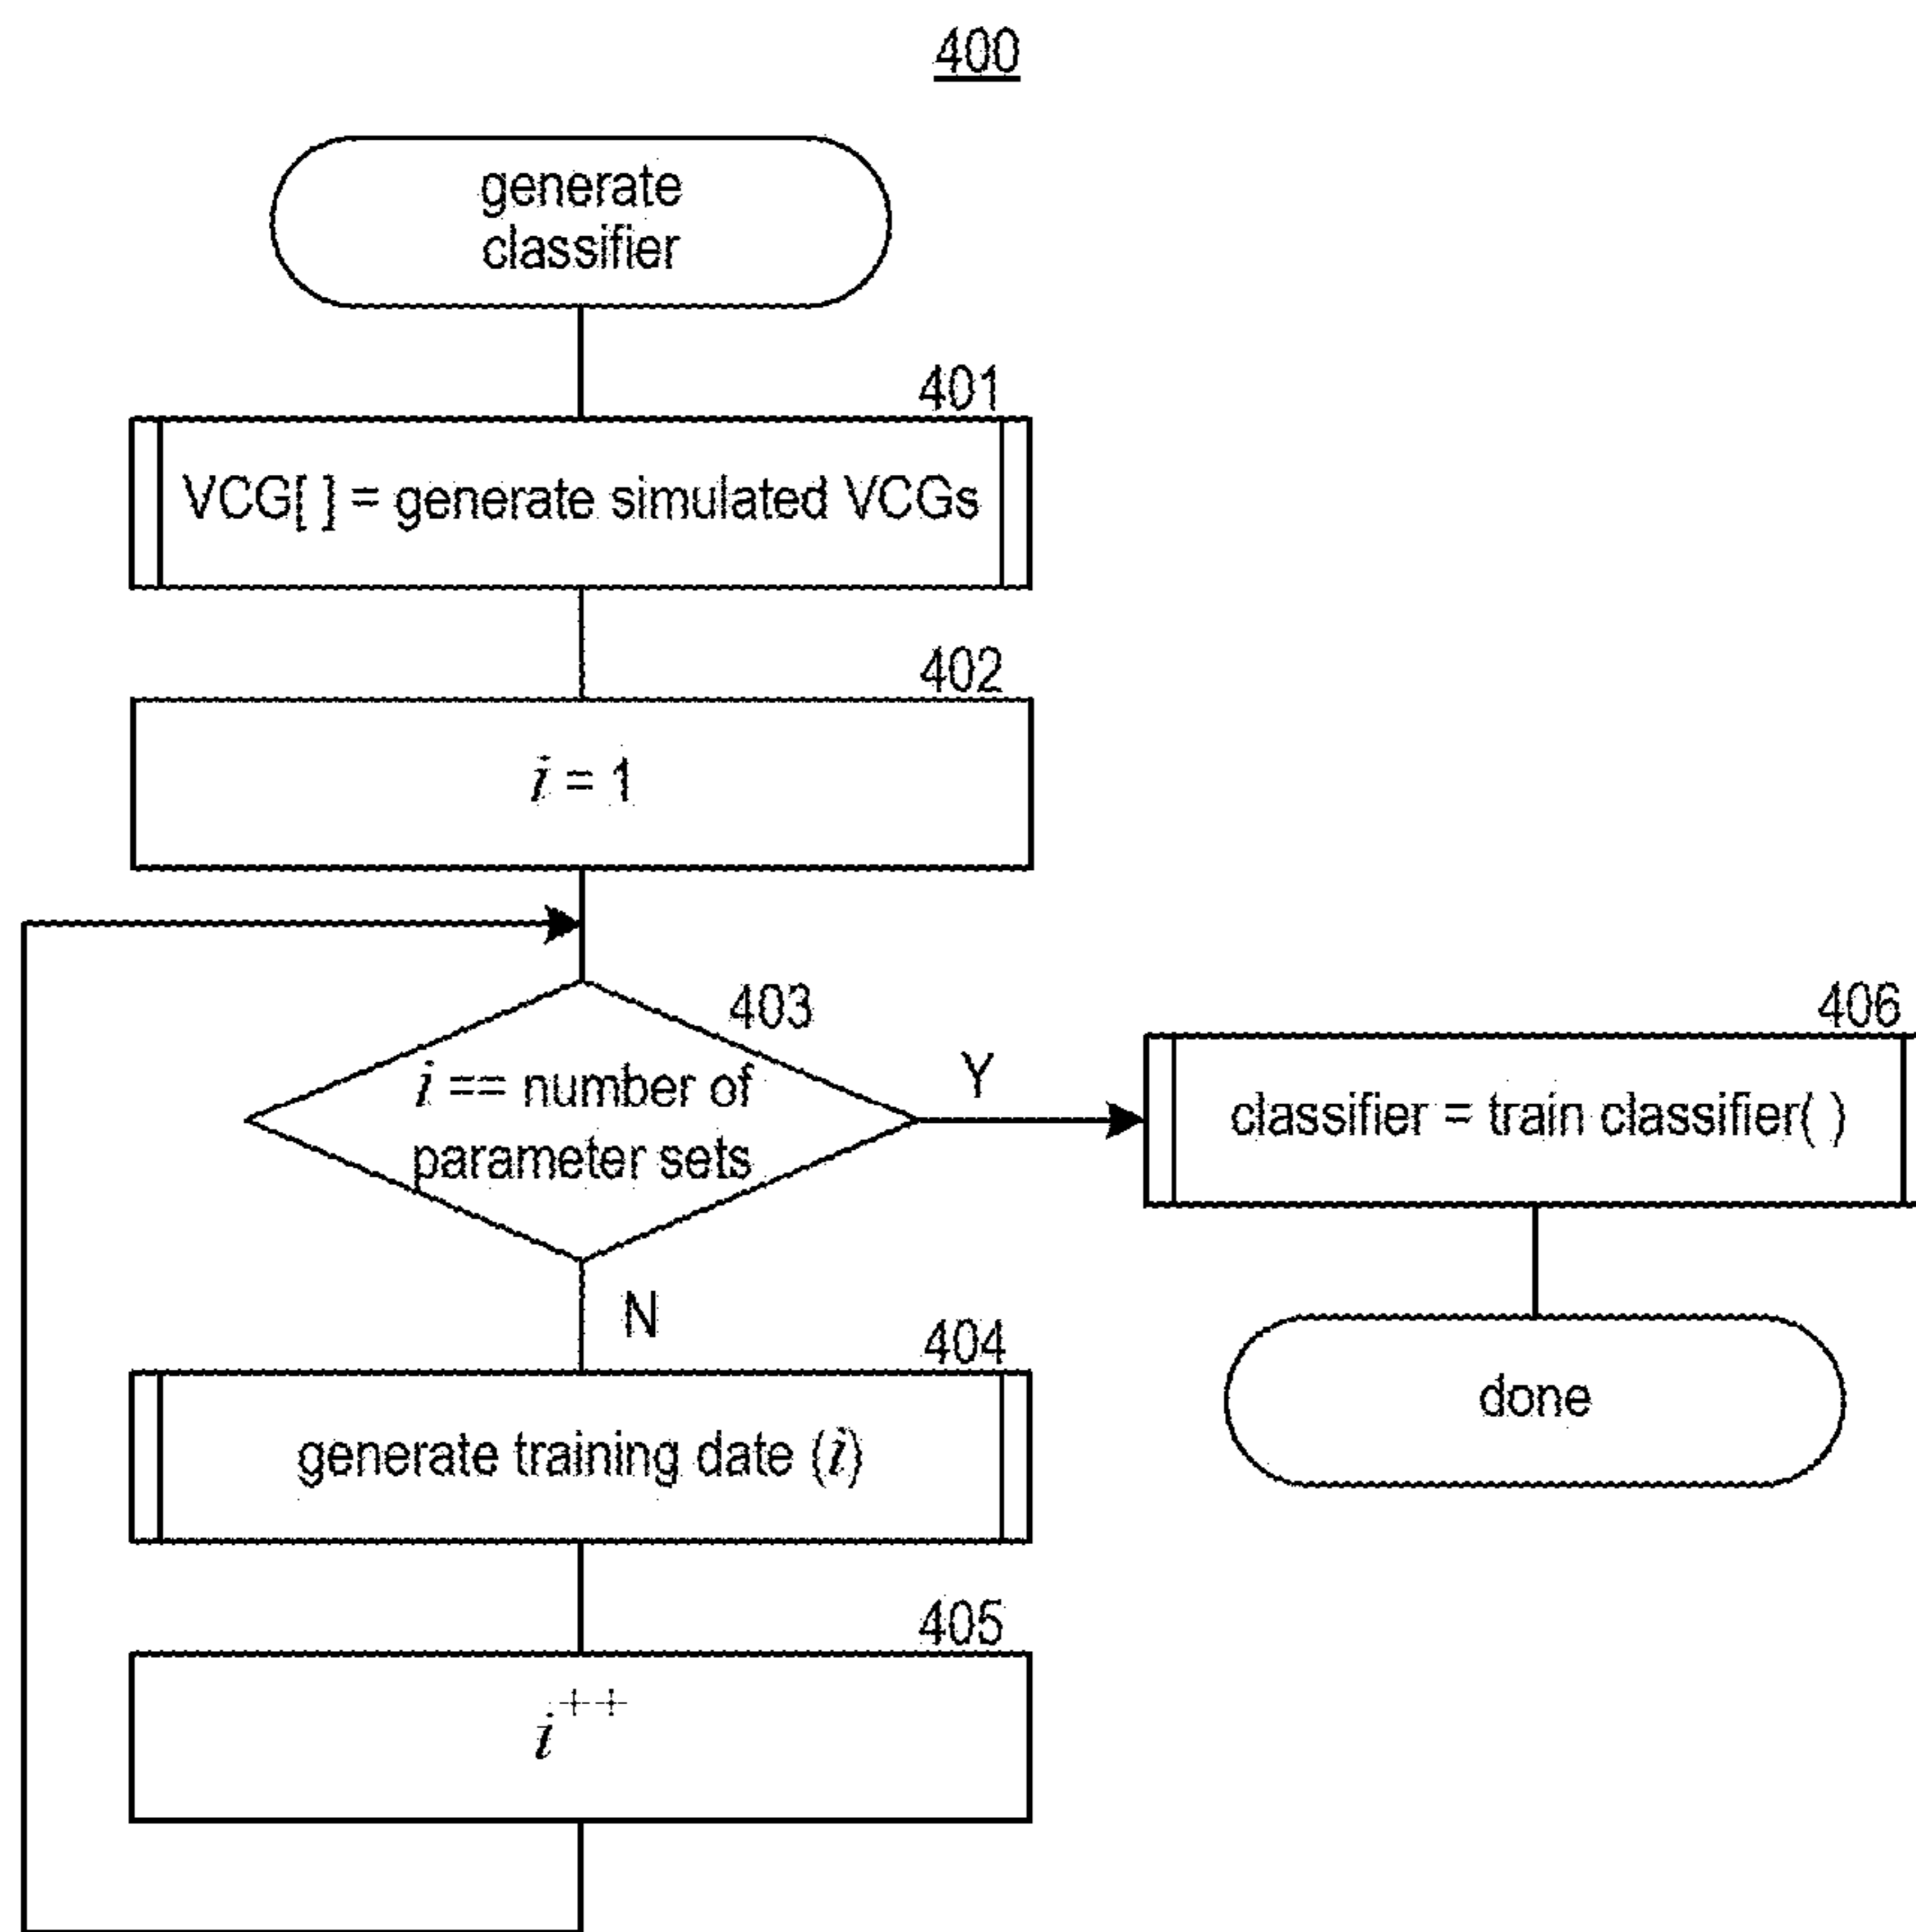 400
generate
classifier
401
VCG[ ] = generate simulated VCGs
402
i = 1
403
i == number of
parameter sets
Y
N
404
generate training date (i)
405
i++
406
classifier = train classifier( )
done